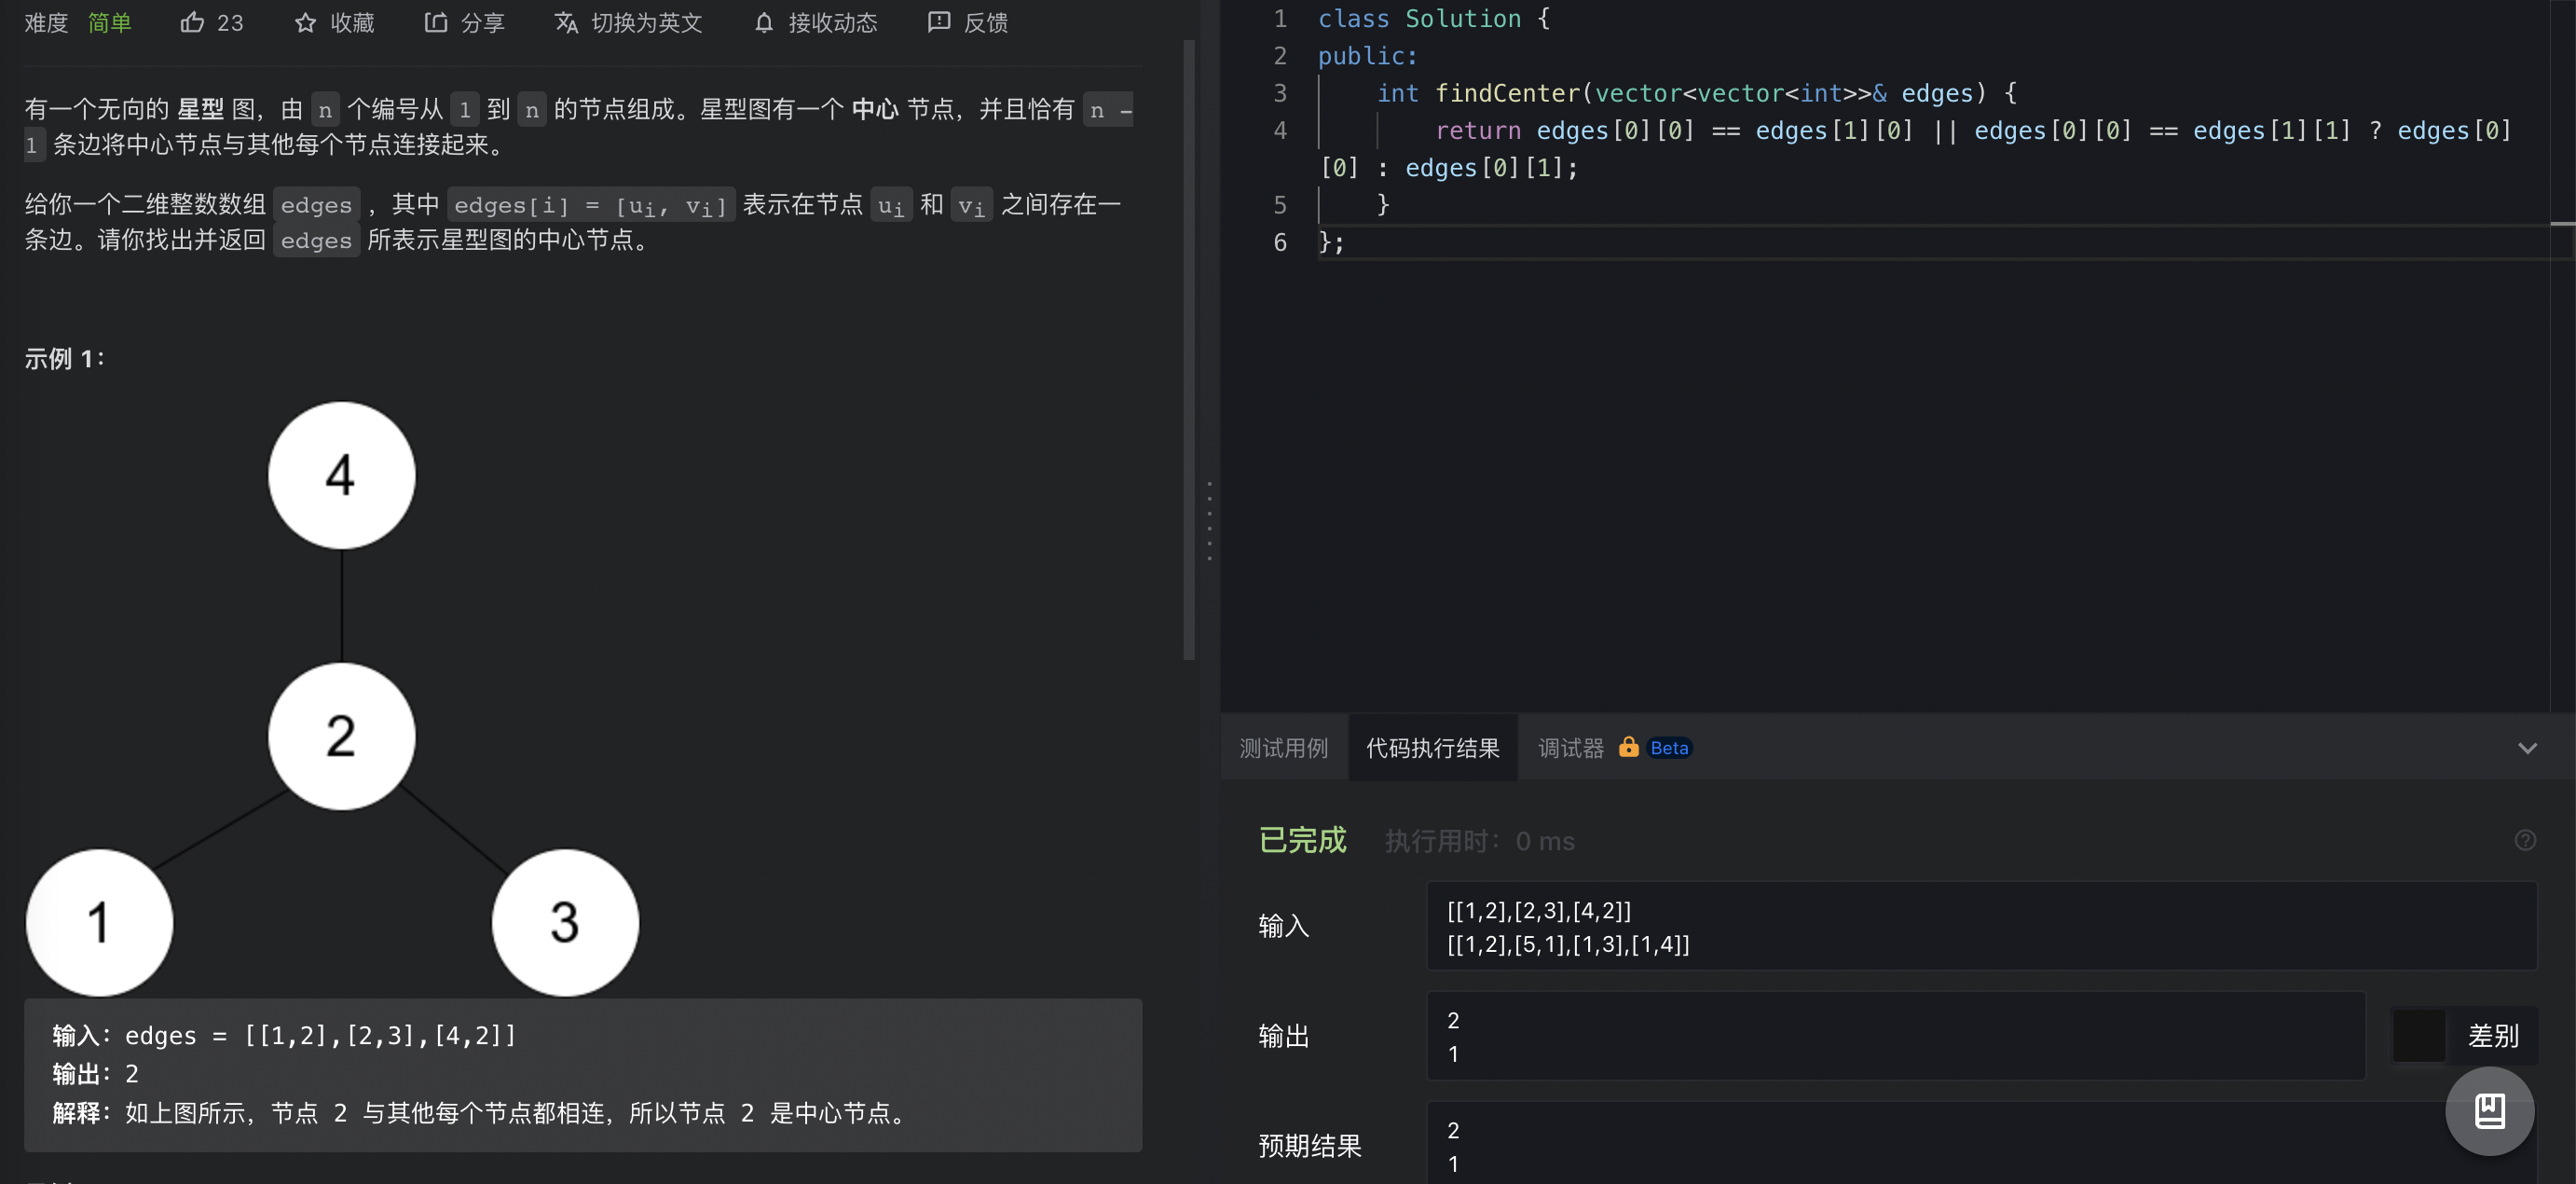 难度 简单 23 收藏 分享 切换为英文 接收动态 反馈
有一个无向的 星型 图，由 n 个编号从 1 到 n 的节点组成。星型图有一个 中心 节点，并且恰有 n -
1 条边将中心节点与其他每个节点连接起来。
给你一个二维整数数组 edges ，其中 edges[i] = [ui, vi] 表示在节点 ui 和 vi 之间存在一
条边。请你找出并返回 edges 所表示星型图的中心节点。
示例 1：
4
2
1
3
输入：edges = [[1,2],[2,3],[4,2]]
输出：2
解释：如上图所示，节点 2 与其他每个节点都相连，所以节点 2 是中心节点。
1 class Solution {
2 public:
3 int findCenter(vector<vector<int>>& edges) {
4 return edges[0][0] == edges[1][0] || edges[0][0] == edges[1][1] ? edges[0]
[0] : edges[0][1];
5 }
6 };
测试用例 代码执行结果 调试器 Beta
已完成 执行用时：0 ms
输入
[[1,2],[2,3],[4,2]]
[[1,2],[5,1],[1,3],[1,4]]
输出
2
1
差别
预期结果
2
1